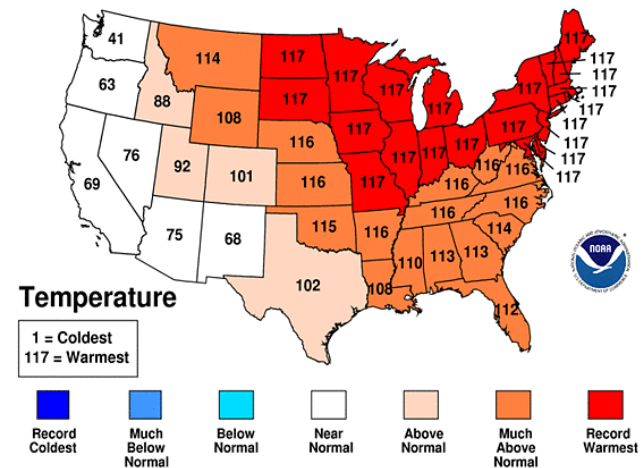 41
117
114
117
117
117
117
63
117
117
117
117
117
88
117
117
108
117
117
117
116
117
117
117
117
76
92
101
117
116
116
116
69
117
116
116
116
75
68
115
116
114
110
113
113
102
108
112
NOAA
Temperature
1 = Coldest
117 = Warmest
Record
Coldest
Much
Below
Normal
Below
Normal
Near
Normal
Above
Normal
Much
Above
Normal
Record
Warmest